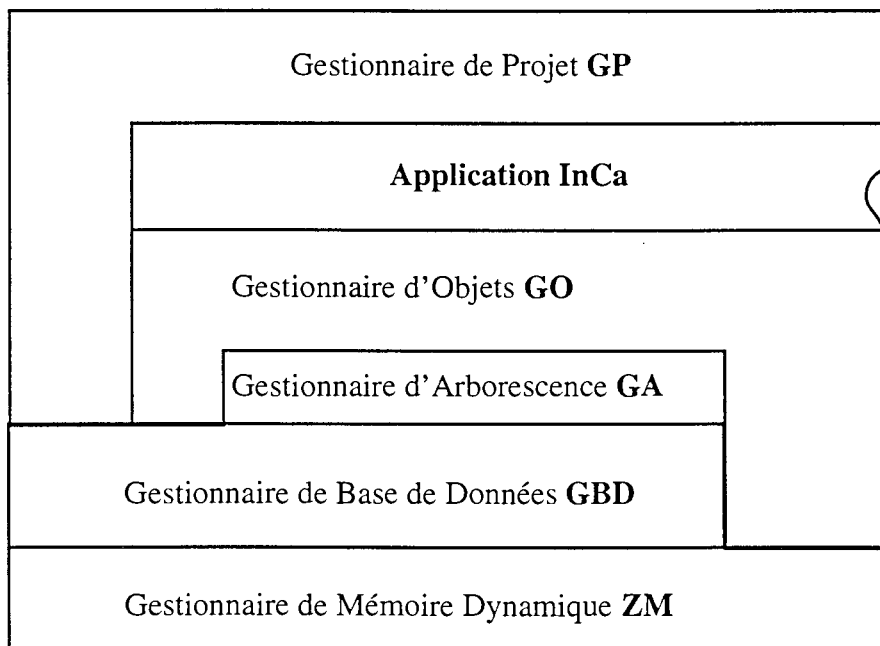 Gestionnaire de Projet GP
Application InCa
Gestionnaire d'Objets GO
Gestionnaire d'Arborescence GA
Gestionnaire de Base de Données GBD
Gestionnaire de Mémoire Dynamique ZM